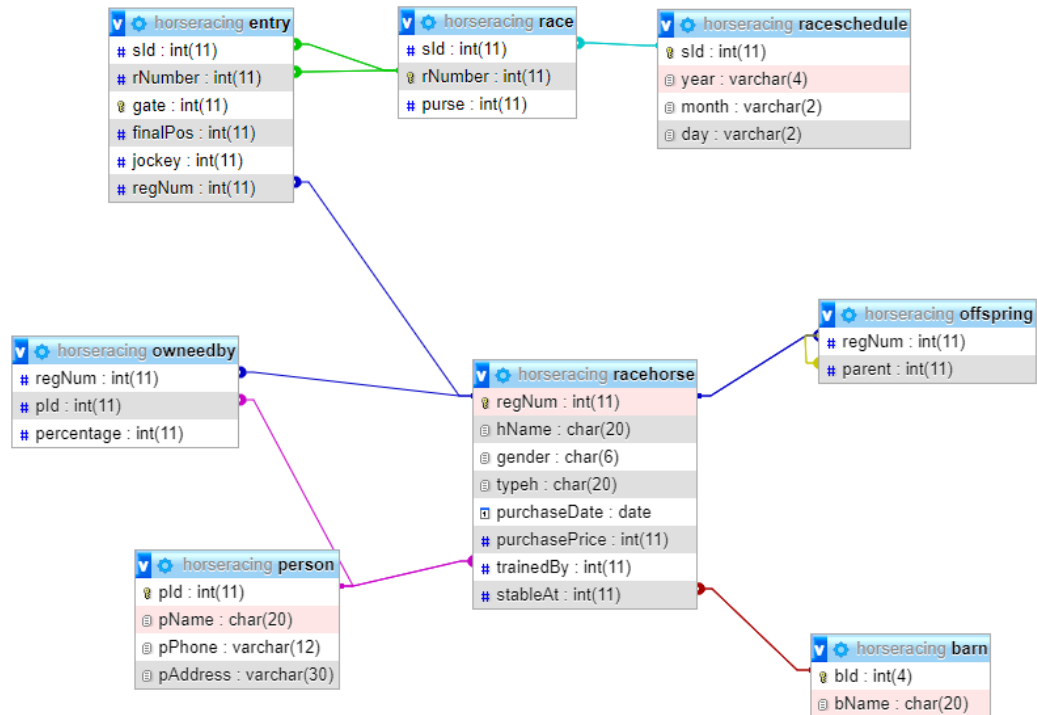 horseracing entry
sId : int(11)
rNumber : int(11)
gate : int(11)
finalPos : int(11)
jockey : int(11)
regNum : int(11)
horseracing race
sId : int(11)
rNumber : int(11)
purse : int(11)
horseracing raceschedule
sId : int(11)
year : varchar(4)
month : varchar(2)
day : varchar(2)
horseracing offspring
regNum : int(11)
parent : int(11)
horseracing owneedby
regNum : int(11)
pId : int(11)
percentage : int(11)
horseracing racehorse
regNum : int(11)
hName : char(20)
gender : char(6)
typeh : char(20)
purchaseDate : date
purchasePrice : int(11)
trainedBy : int(11)
stableAt : int(11)
horseracing person
pId : int(11)
pName : char(20)
pPhone : varchar(12)
pAddress : varchar(30)
horseracing barn
bId : int(4)
bName : char(20)